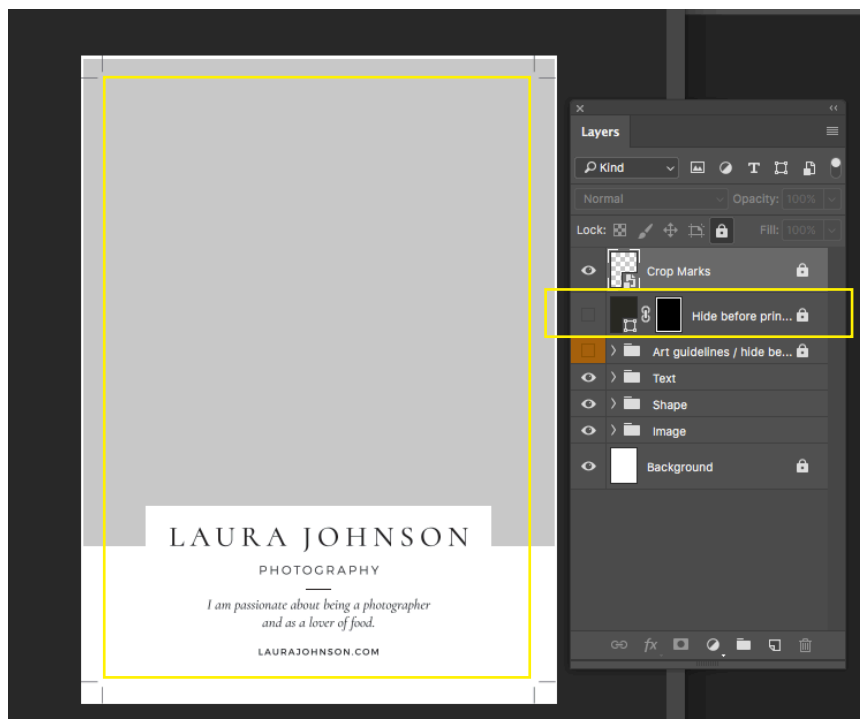 Layers
Kind
Normal
Opacity: 100%
Lock:
Fill: 100%
Crop Marks
Hide before prin...
Art guidelines / hide be...
Text
Shape
Image
Background
LAURA JOHNSON
PHOTOGRAPHY
I am passionate about being a photographer
and as a lover of food.
LAURAJOHNSON.COM